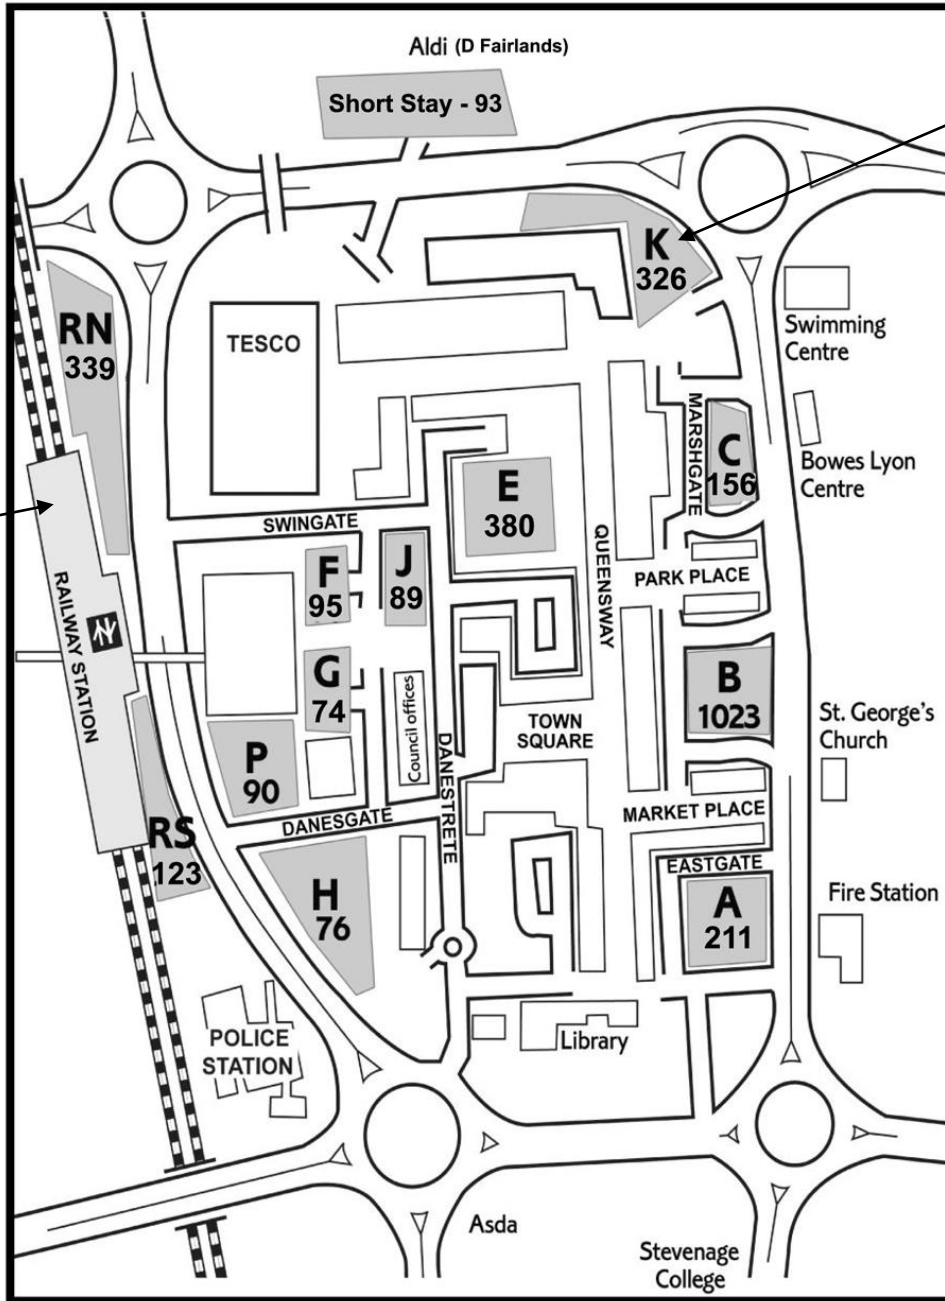 Aldi (D Fairlands)
Short Stay - 93
K
326
Swimming
Centre
RN
339
TESCO
MARSHGATE
C
156
Bowes Lyon
Centre
E
380
SWINGATE
QUEENSWAY
F
95
J
89
PARK PLACE
RAILWAY STATION
G
74
Council offices
B
1023
St. George's
Church
TOWN
SQUARE
P
90
DANESTRETE
DANESGATE
MARKET PLACE
RS
123
EASTGATE
H
76
A
211
Fire Station
POLICE
STATION
Library
Asda
Stevenage
College